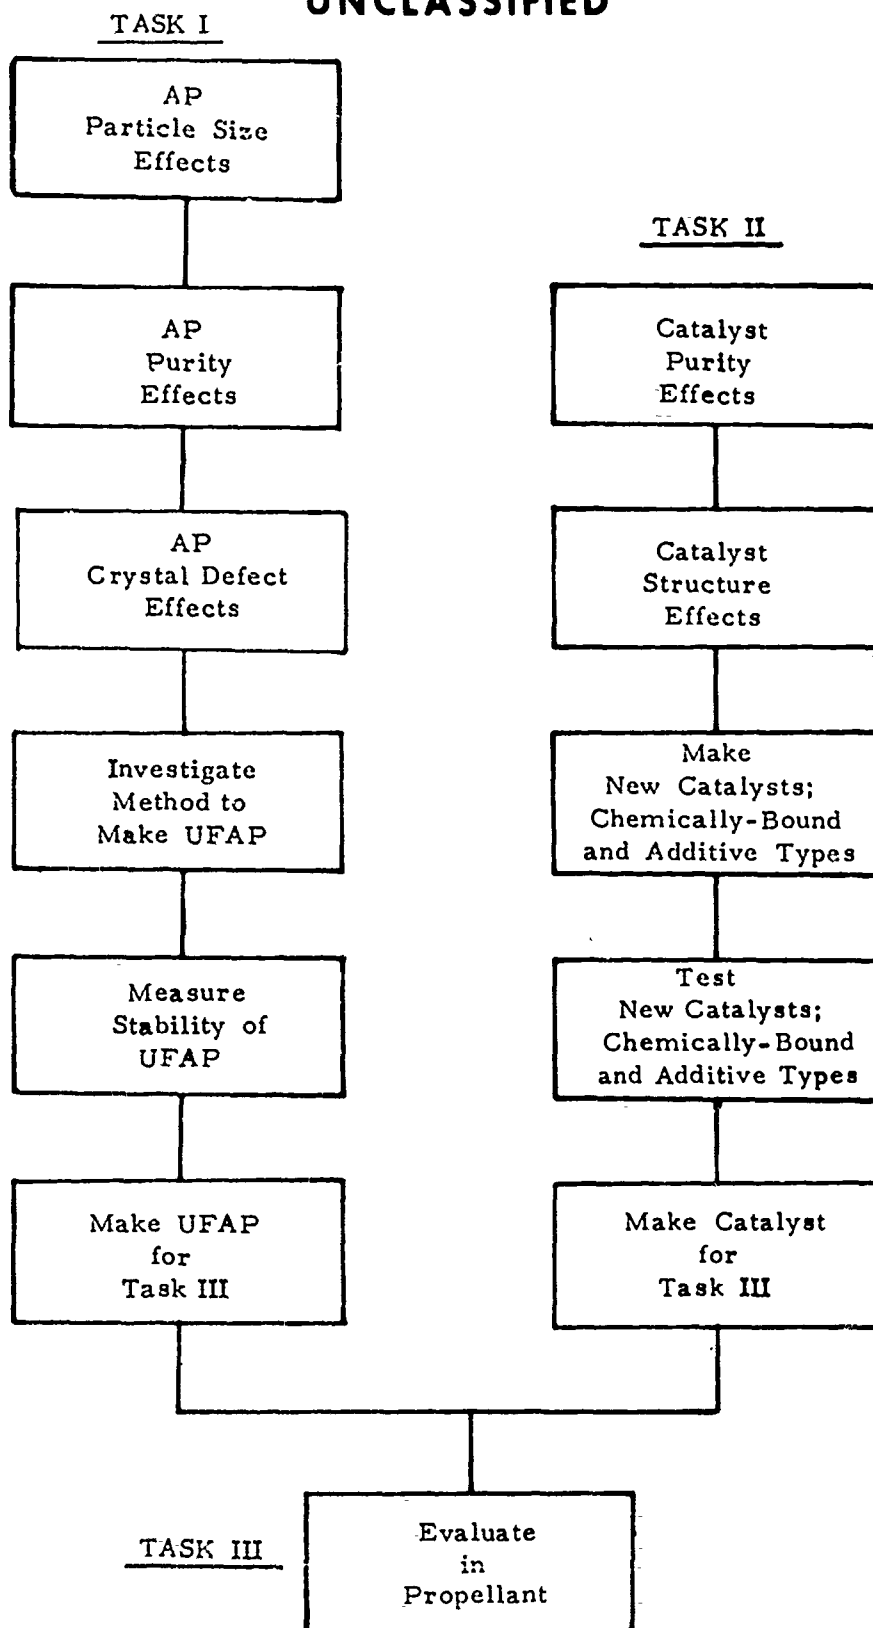 UNCLASSIFIED
TASK I
AP
Particle Size
Effects
AP
Purity
Effects
AP
Crystal Defect
Effects
Investigate
Method to
Make UFAP
Measure
Stability of
UFAP
Make UFAP
for
Task III
TASK II
Catalyst
Purity
Effects
Catalyst
Structure
Effects
Make
New Catalysts;
Chemically-Bound
and Additive Types
Test
New Catalysts;
Chemically-Bound
and Additive Types
Make Catalyst
for
Task III
TASK III
Evaluate
in
Propellant